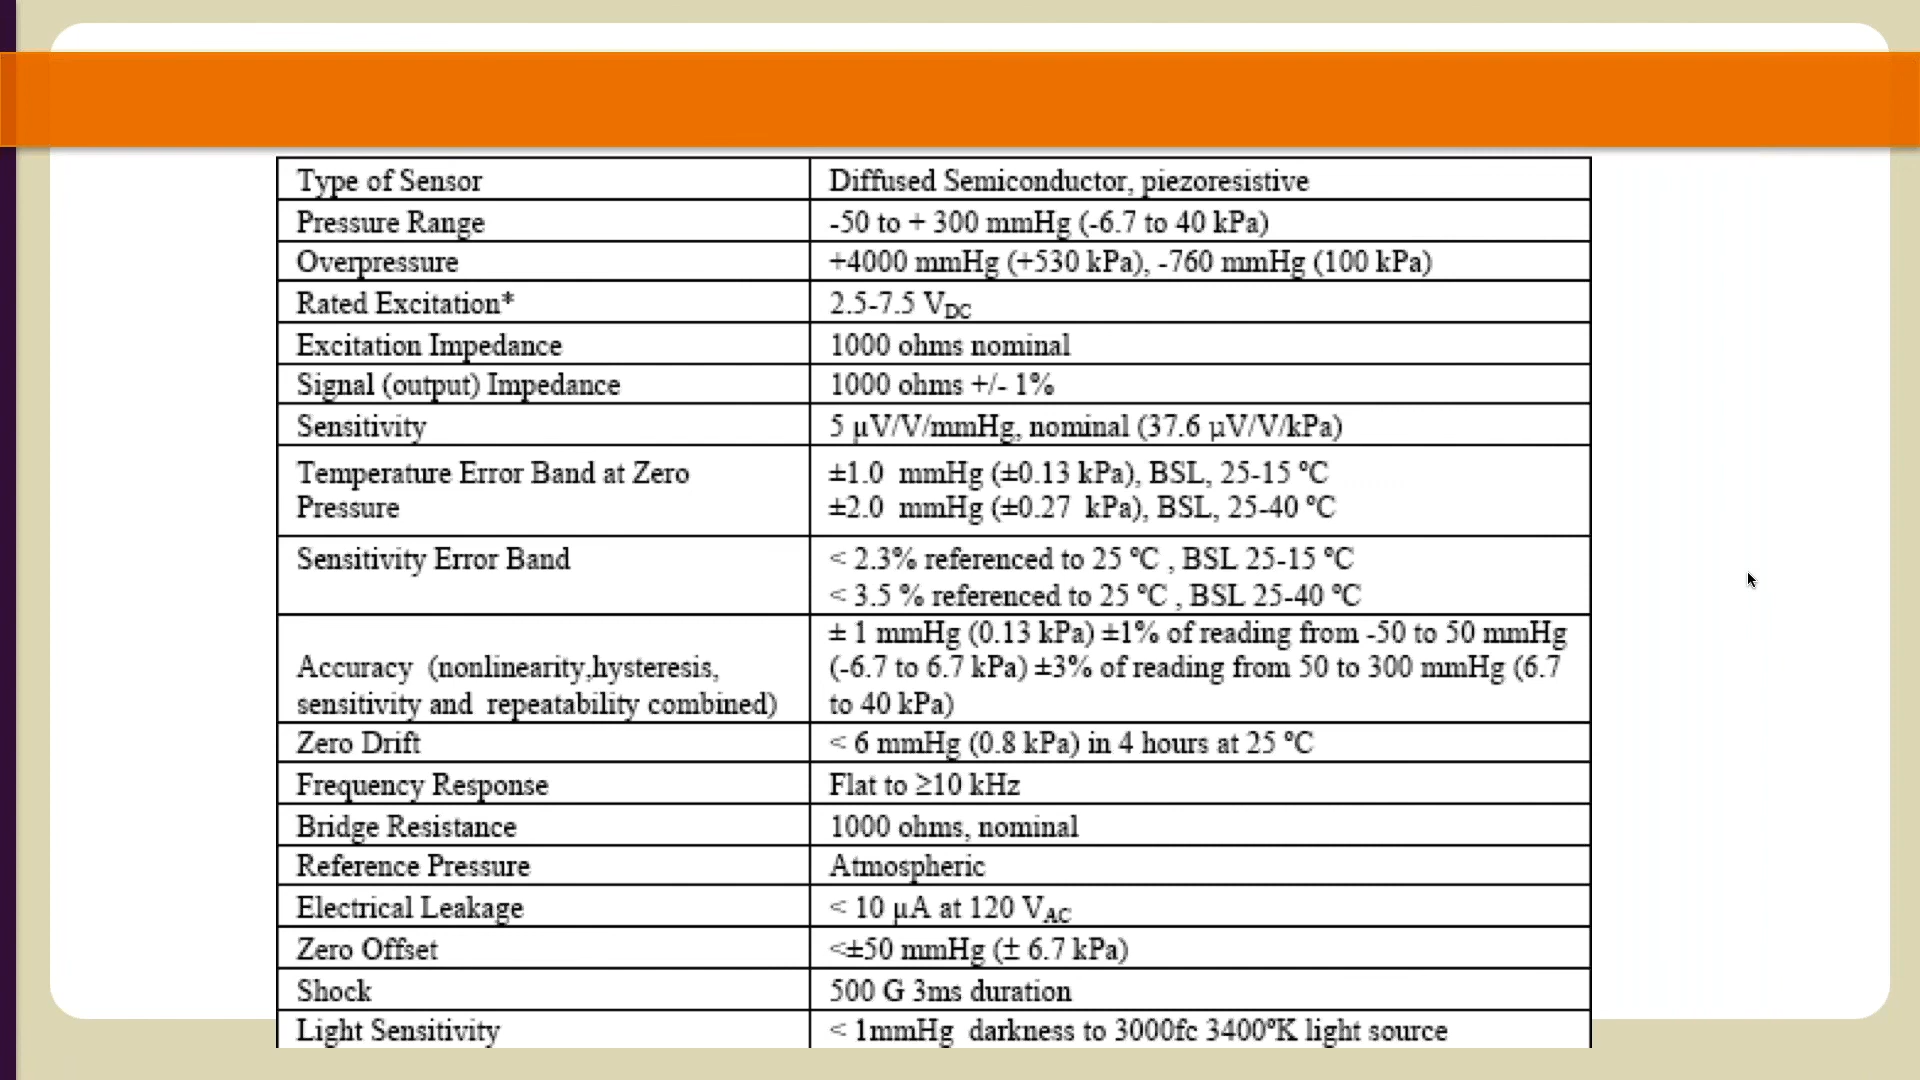 Type of Sensor
Diffused Semiconductor, piezoresistive
Pressure Range
-50 to + 300 mmHg (-6.7 to 40 kPa)
Overpressure
+4000 mmHg (+530 kPa), -760 mmHg (100 kPa)
Rated Excitation*
2.5-7.5 VDC
Excitation Impedance
1000 ohms nominal
Signal (output) Impedance
1000 ohms +/- 1%
Sensitivity
5 µV/V/mmHg, nominal (37.6 µV/V/kPa)
Temperature Error Band at Zero
Pressure
±1.0 mmHg (±0.13 kPa), BSL, 25-15 ºC
±2.0 mmHg (±0.27 kPa), BSL, 25-40 ºC
Sensitivity Error Band
< 2.3% referenced to 25 ºC , BSL 25-15 ºC
< 3.5 % referenced to 25 ºC , BSL 25-40 ºC
Accuracy (nonlinearity,hysteresis,
sensitivity and repeatability combined)
± 1 mmHg (0.13 kPa) ±1% of reading from -50 to 50 mmHg
(-6.7 to 6.7 kPa) ±3% of reading from 50 to 300 mmHg (6.7
to 40 kPa)
Zero Drift
< 6 mmHg (0.8 kPa) in 4 hours at 25 ºC
Frequency Response
Flat to ≥10 kHz
Bridge Resistance
1000 ohms, nominal
Reference Pressure
Atmospheric
Electrical Leakage
< 10 µA at 120 VAC
Zero Offset
<±50 mmHg (± 6.7 kPa)
Shock
500 G 3ms duration
Light Sensitivity
< 1mmHg darkness to 3000fc 3400ºK light source